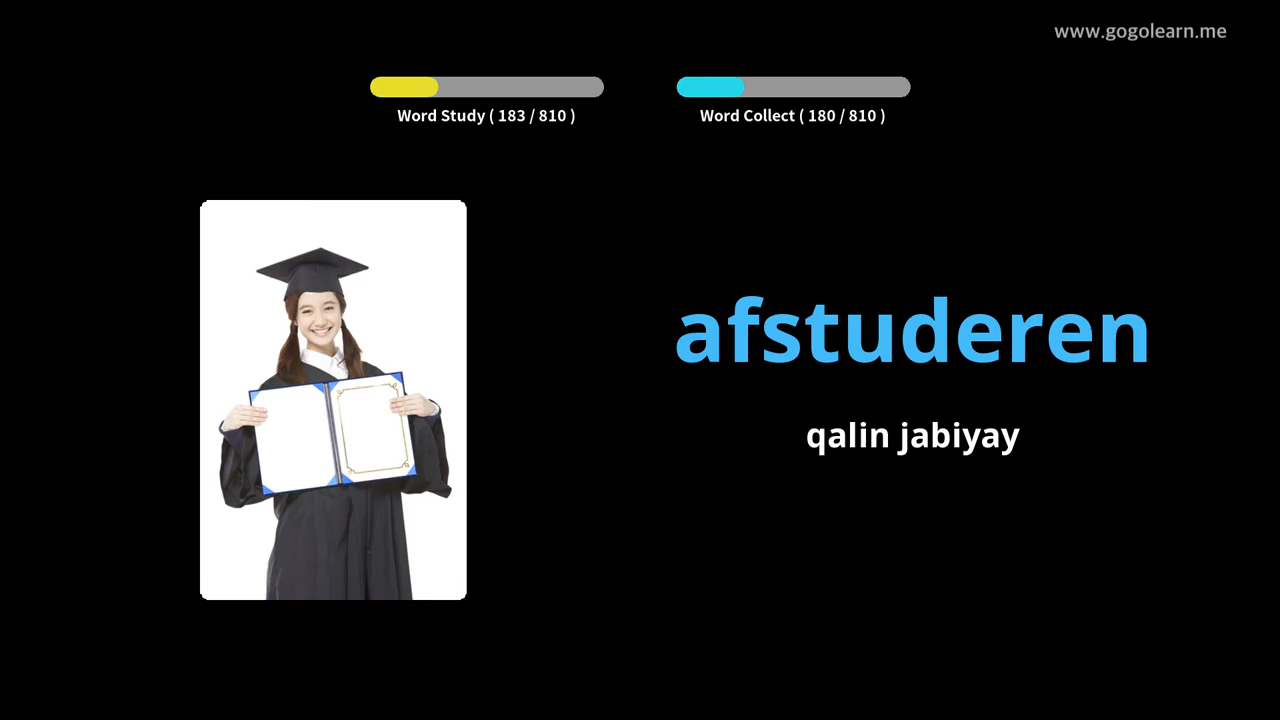 www.gogolearn.me
Word Study ( 183 / 810 )
Word Collect ( 180 / 810 )
afstuderen
qalin jabiyay